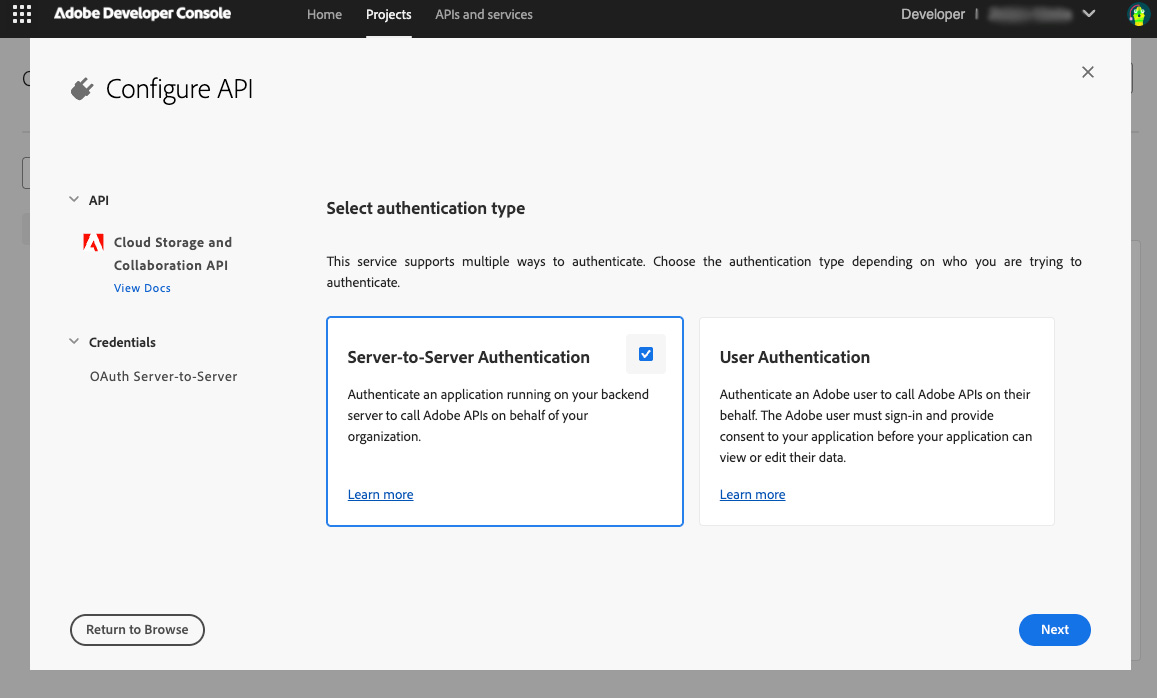 Adobe Developer Console
Home Projects APIs and services
Developer |
Configure API
API
Cloud Storage and
Collaboration API
View Docs
Credentials
OAuth Server-to-Server
Select authentication type
This service supports multiple ways to authenticate. Choose the authentication type depending on who you are trying to
authenticate.
Server-to-Server Authentication
Authenticate an application running on your backend
server to call Adobe APIs on behalf of your
organization.
Learn more
User Authentication
Authenticate an Adobe user to call Adobe APIs on their
behalf. The Adobe user must sign-in and provide
consent to your application before your application can
view or edit their data.
Learn more
Return to Browse
Next